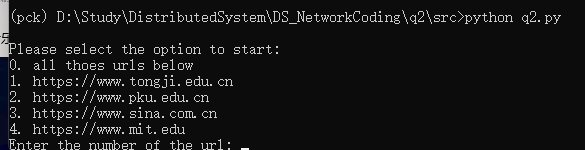 (pck) D:\Study\DistributedSystem\DS_NetworkCoding\q2\src>python q2.py
Please select the option to start:
0. all thoes urls below
1. https://www.tongji.edu.cn
2. https://www.pku.edu.cn
3. https://www.sina.com.cn
4. https://www.mit.edu
Enter the number of the url: